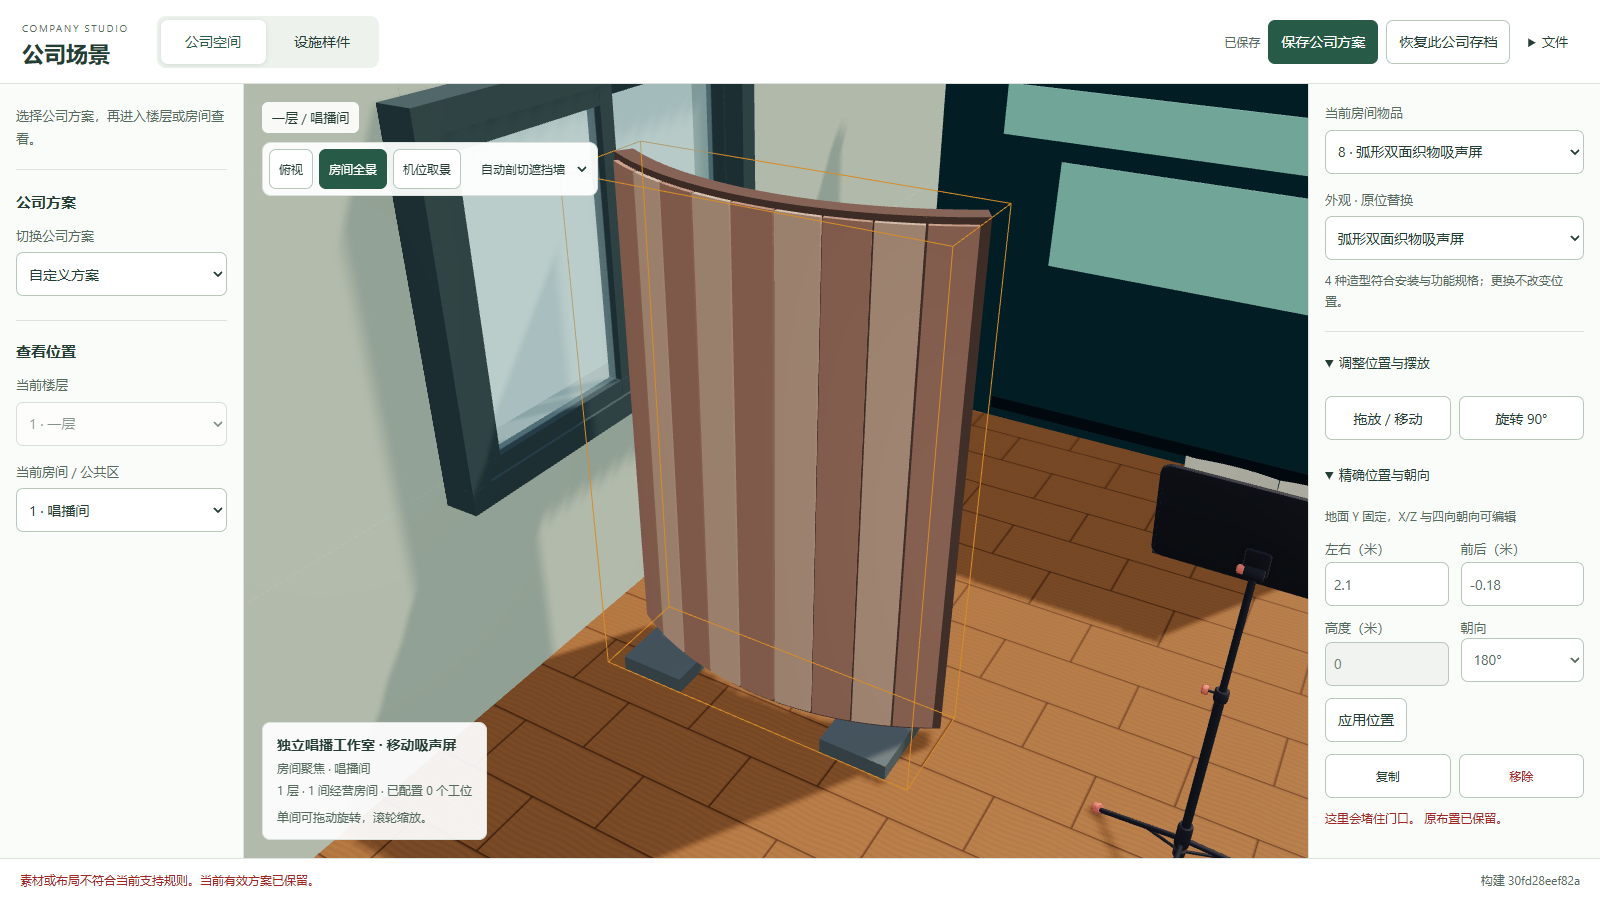 COMPANY STUDIO
公司场景
公司空间
设施样件
已保存
保存公司方案
恢复此公司存档
▶ 文件
选择公司方案，再进入楼层或房间查
看。
公司方案
切换公司方案
自定义方案
查看位置
当前楼层
1 · 一层
当前房间 / 公共区
1 · 唱播间
一层 / 唱播间
俯视
房间全景
机位取景
自动剖切遮挡墙
独立唱播工作室 · 移动吸声屏
房间聚焦 · 唱播间
1 层 · 1 间经营房间 · 已配置 0 个工位
单间可拖动旋转，滚轮缩放。
当前房间物品
8 · 弧形双面织物吸声屏
外观 · 原位替换
弧形双面织物吸声屏
4 种造型符合安装与功能规格；更换不改变位
置。
▼ 调整位置与摆放
拖放 / 移动
旋转 90°
▼ 精确位置与朝向
地面 Y 固定，X/Z 与四向朝向可编辑
左右（米）
前后（米）
2.1
-0.18
高度（米）
朝向
0
180°
应用位置
复制
移除
这里会堵住门口。 原布置已保留。
素材或布局不符合当前支持规则。当前有效方案已保留。
构建 30fd28eef82a